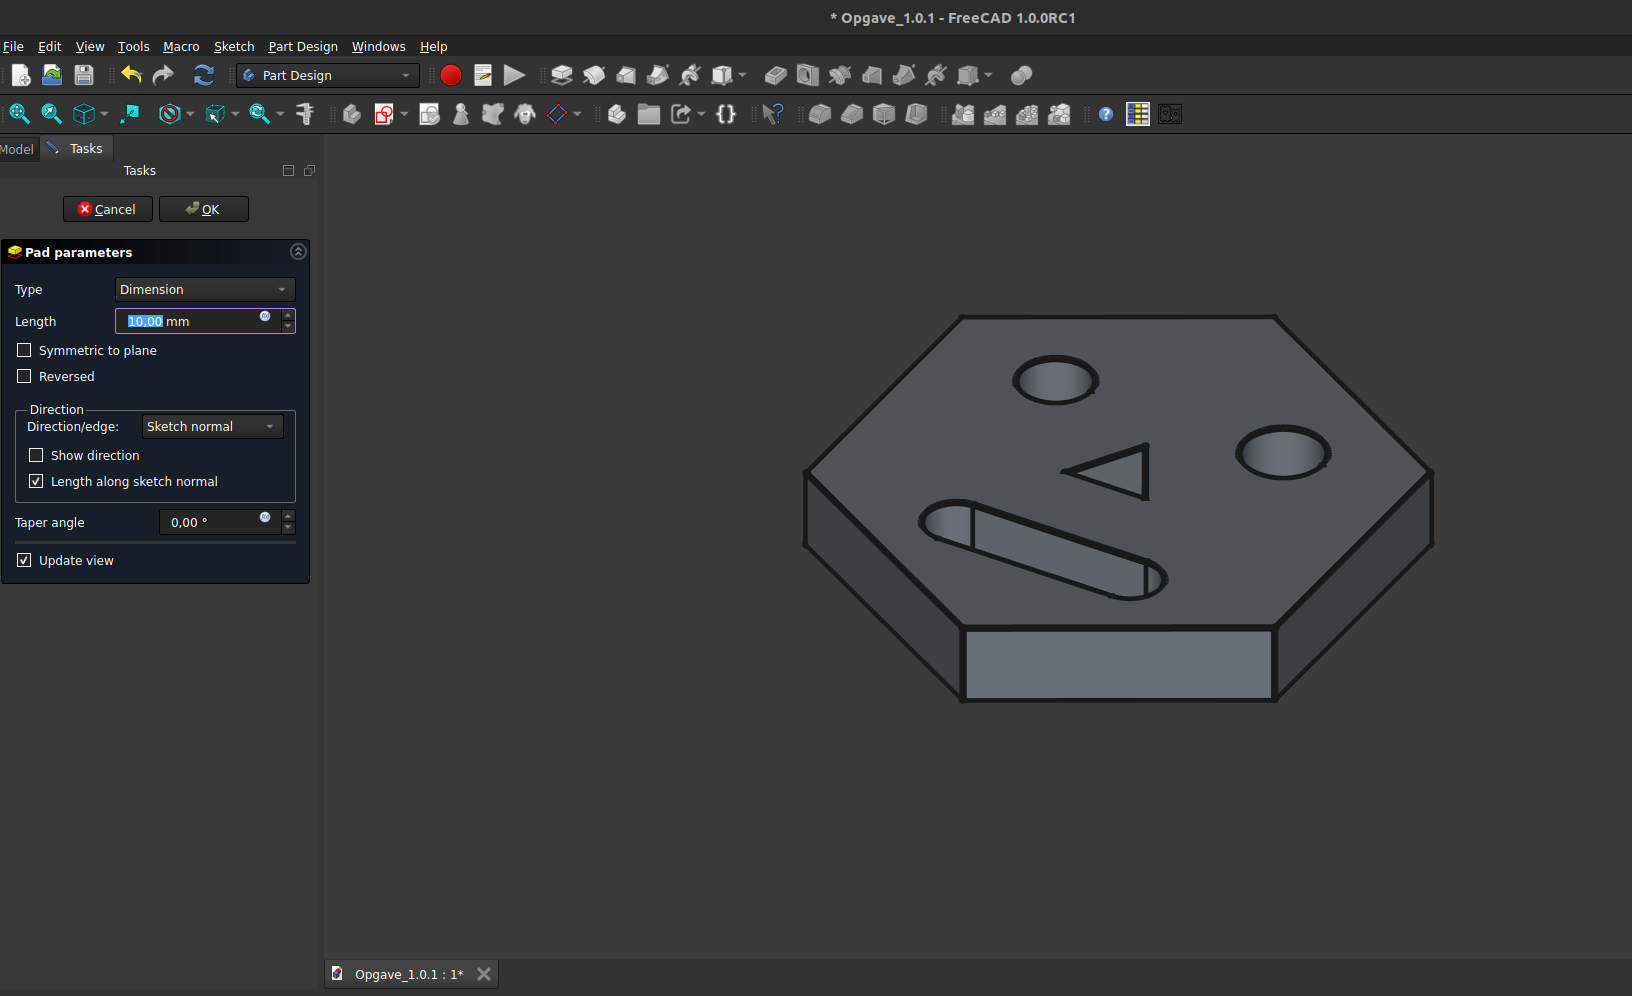 * Opgave_1.0.1 - FreeCAD 1.0.0RC1
File Edit View Tools Macro Sketch Part Design Windows Help
Part Design
Model Tasks
Tasks
Cancel OK
Pad parameters
Type Dimension
Length 10,00 mm
Symmetric to plane
Reversed
Direction
Direction/edge: Sketch normal
Show direction
Length along sketch normal
Taper angle 0,00 °
Update view
Opgave_1.0.1 : 1*